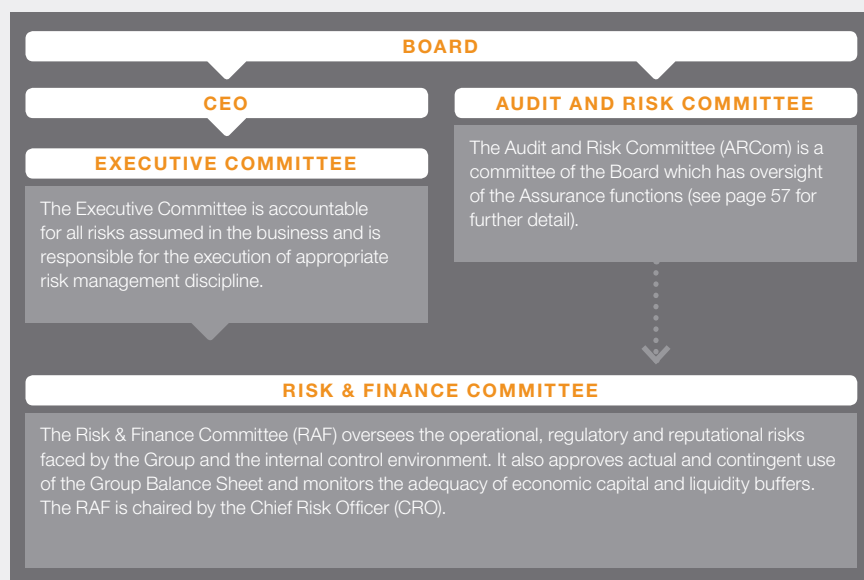 BOARD
CEO
EXECUTIVE COMMITTEE
The Executive Committee is accountable
for all risks assumed in the business and is
responsible for the execution of appropriate
risk management discipline.
AUDIT AND RISK COMMITTEE
The Audit and Risk Committee (ARCom) is a
committee of the Board which has oversight
of the Assurance functions (see page 57 for
further detail).
RISK & FINANCE COMMITTEE
The Risk & Finance Committee (RAF) oversees the operational, regulatory and reputational risks
faced by the Group and the internal control environment. It also approves actual and contingent use
of the Group Balance Sheet and monitors the adequacy of economic capital and liquidity buffers.
The RAF is chaired by the Chief Risk Officer (CRO).